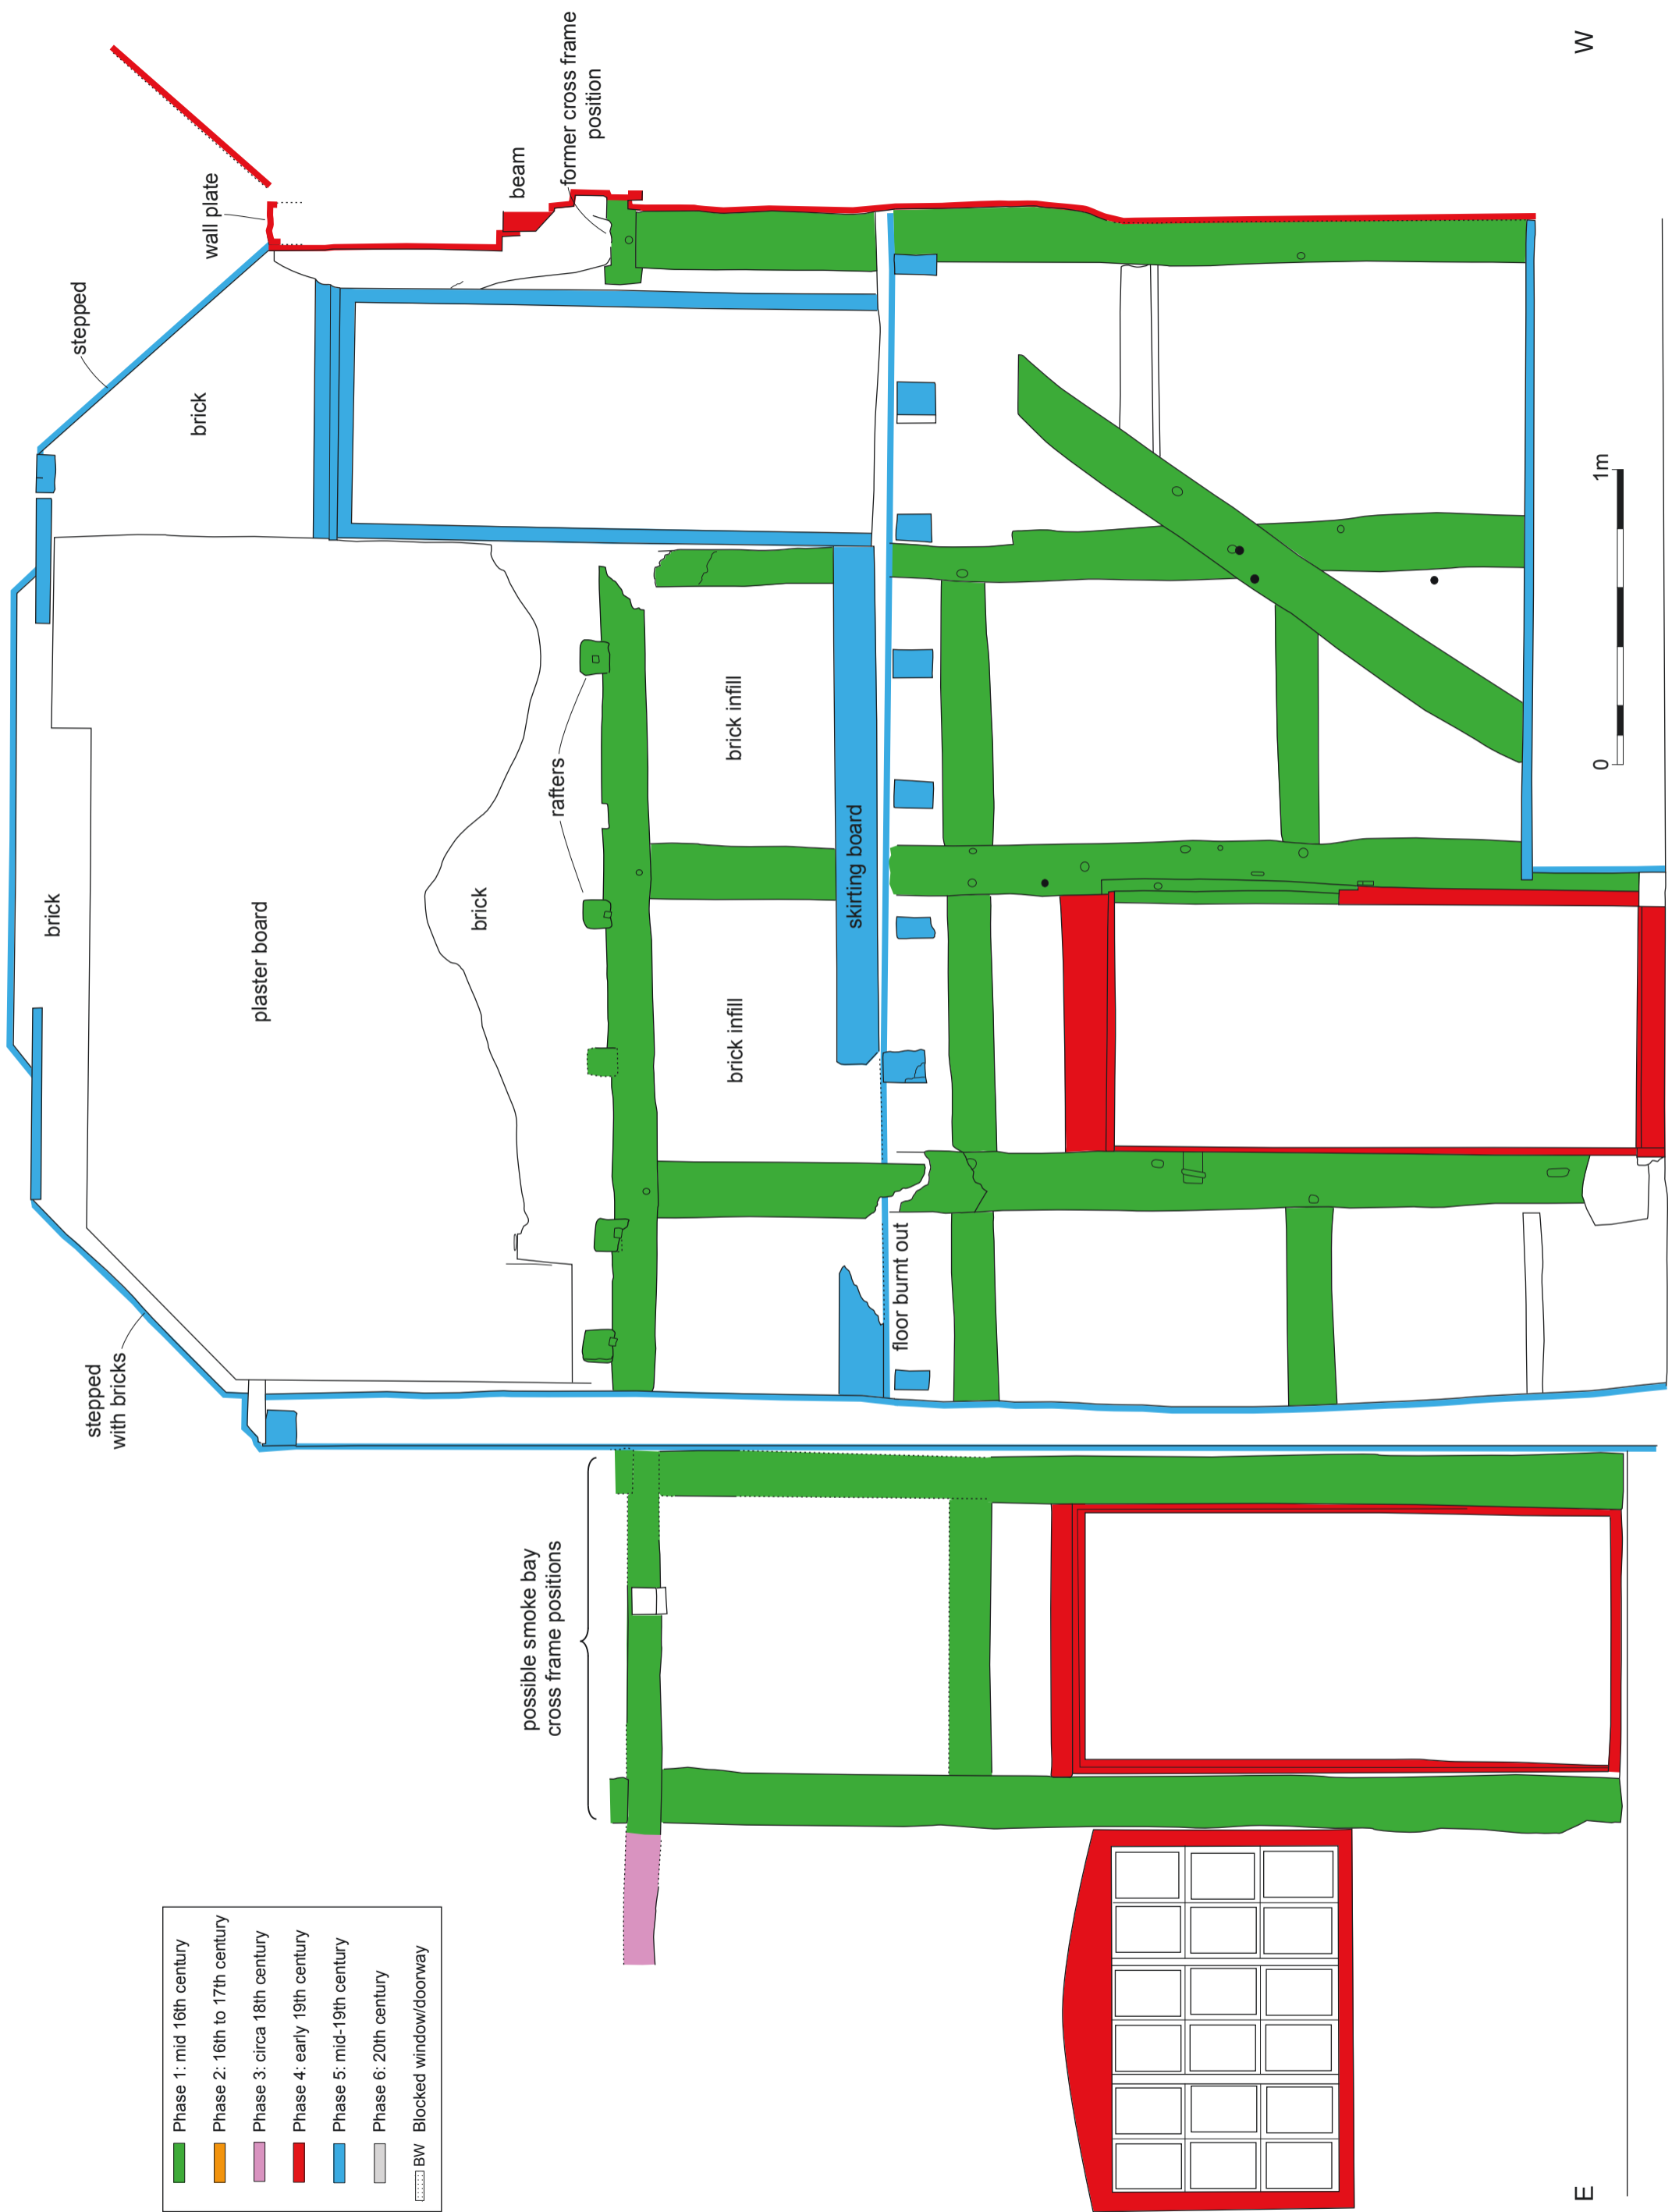 stepped
with bricks
stepped
wall plate
brick
brick
plaster board
beam
brick
former cross frame
position
rafters
possible smoke bay
cross frame positions
brick infill
brick infill
skirting board
floor burnt out
Phase 1: mid 16th century
Phase 2: 16th to 17th century
Phase 3: circa 18th century
Phase 4: early 19th century
Phase 5: mid-19th century
Phase 6: 20th century
BW Blocked window/doorway
0 1m
E
W